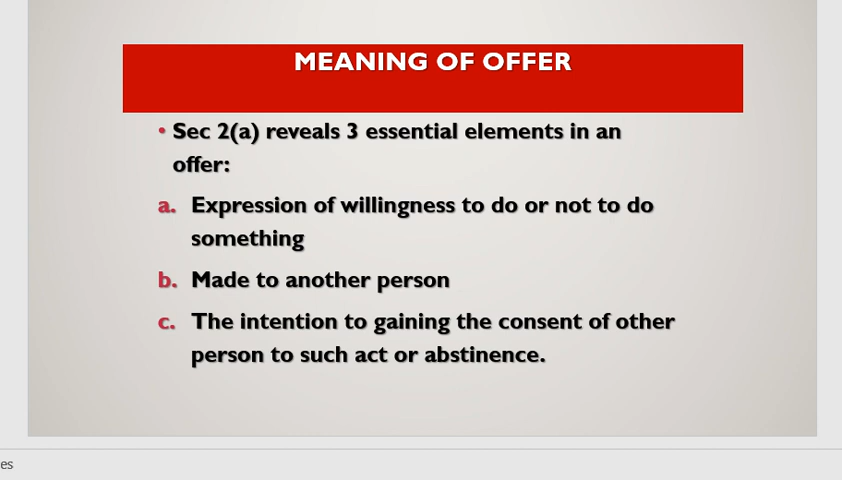 MEANING OF OFFER
• Sec 2(a) reveals 3 essential elements in an
offer:
a. Expression of willingness to do or not to do
something
b. Made to another person
c. The intention to gaining the consent of other
person to such act or abstinence.
es